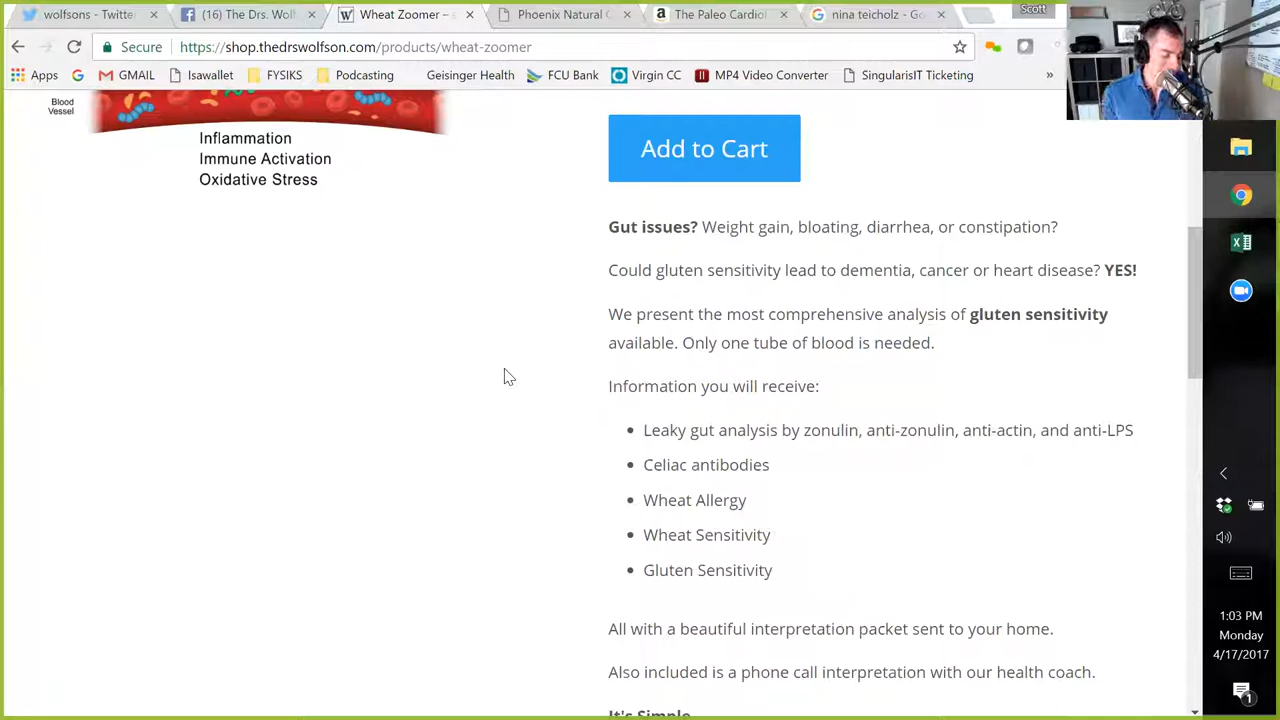 wolfsons - Twitter
(16) The Drs. Wolf
Wheat Zoomer – s
Phoenix Natural C
The Paleo Cardiol
nina teicholz - Go
Scott
Secure
https://shop.thedrswolfson.com/products/wheat-zoomer
Apps
GMAIL
Isawallet
FYSIKS
Podcasting
Geisinger Health
FCU Bank
Virgin CC
MP4 Video Converter
SingularisIT Ticketing
»
Blood
Vessel
Inflammation
Immune Activation
Oxidative Stress
Add to Cart
Gut issues? Weight gain, bloating, diarrhea, or constipation?
Could gluten sensitivity lead to dementia, cancer or heart disease? YES!
We present the most comprehensive analysis of gluten sensitivity
available. Only one tube of blood is needed.
Information you will receive:
• Leaky gut analysis by zonulin, anti-zonulin, anti-actin, and anti-LPS
• Celiac antibodies
• Wheat Allergy
• Wheat Sensitivity
• Gluten Sensitivity
All with a beautiful interpretation packet sent to your home.
Also included is a phone call interpretation with our health coach.
It's Simple
1:03 PM
Monday
4/17/2017
1